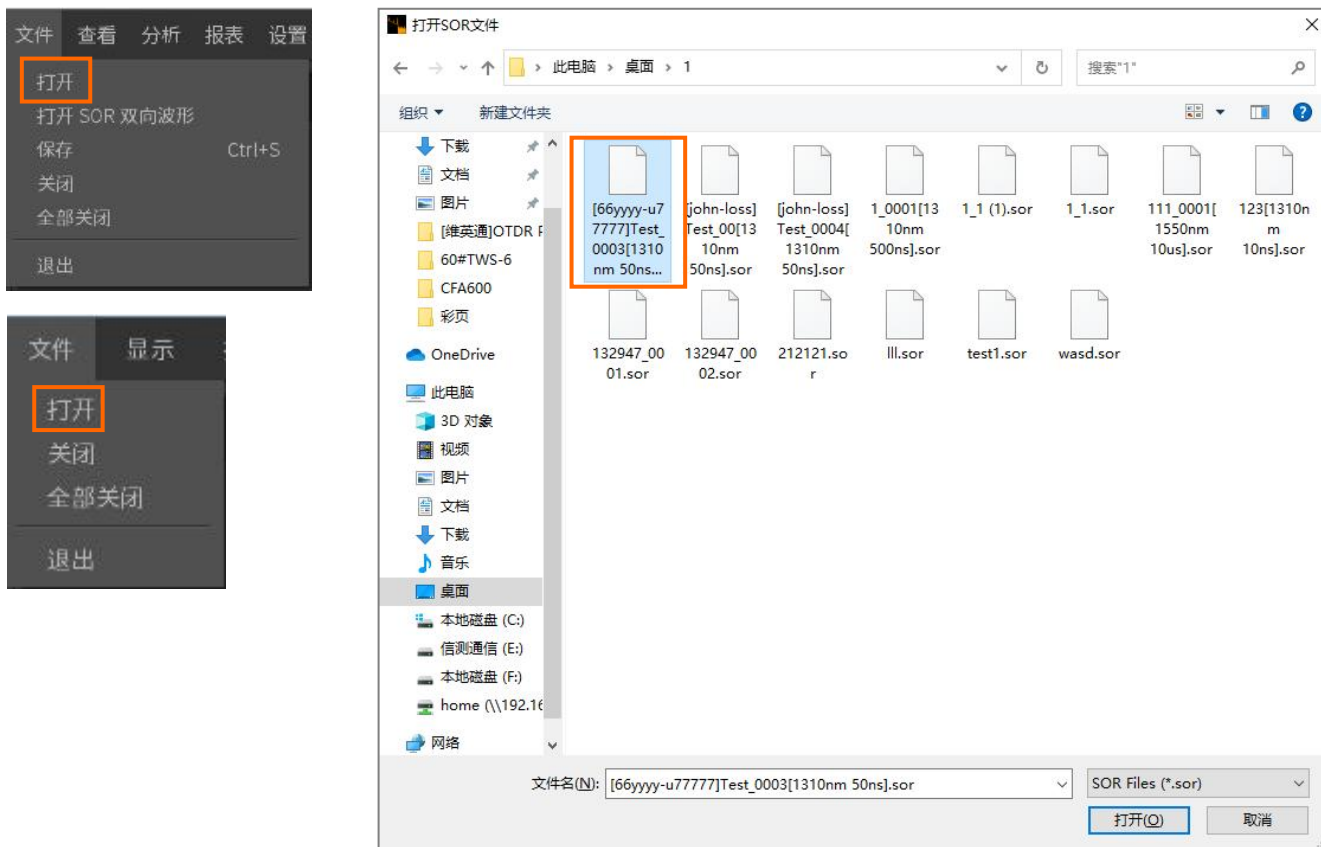 文件 查看 分析 报表 设置
打开
打开 SOR 双向波形
保存 Ctrl+S
关闭
全部关闭
退出
文件 显示
打开
关闭
全部关闭
退出
打开SOR文件
此电脑 › 桌面 › 1
搜索"1"
组织 新建文件夹
下载
文档
图片
[维英通]OTDR F
60#TWS-6
CFA600
彩页
OneDrive
此电脑
3D 对象
视频
图片
文档
下载
音乐
桌面
本地磁盘 (C:)
信测通信 (E:)
本地磁盘 (F:)
home (\\192.16
网络
[66yyyy-u7
7777]Test_
0003[1310
nm 50ns...
[john-loss]
Test_00[13
10nm
50ns].sor
[john-loss]
Test_0004[
1310nm
50ns].sor
1_0001[13
10nm
500ns].sor
1_1 (1).sor
1_1.sor
111_0001[
1550nm
10us].sor
123[1310n
m
10ns].sor
132947_00
01.sor
132947_00
02.sor
212121.so
r
lll.sor
test1.sor
wasd.sor
文件名(N): [66yyyy-u77777]Test_0003[1310nm 50ns].sor
SOR Files (*.sor)
打开(O) 取消